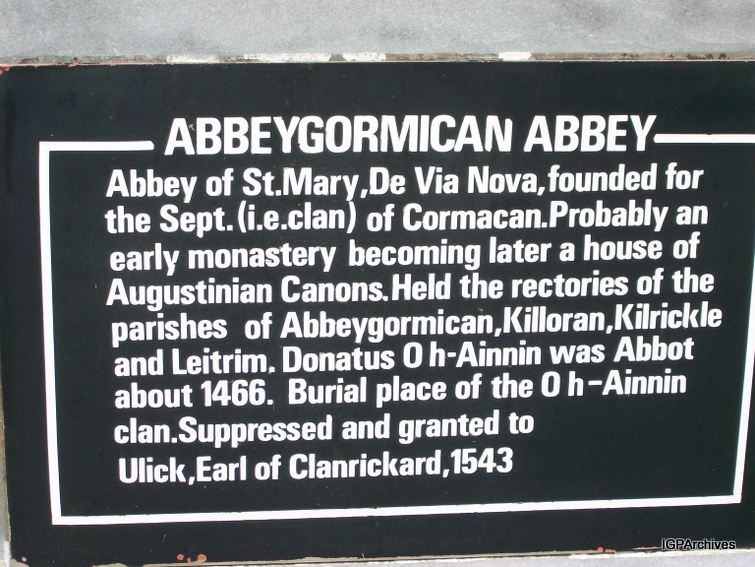 ABBEYGORMICAN ABBEY
Abbey of St.Mary,De Via Nova,founded for
the Sept.(i.e.clan) of Cormacan.Probably an
early monastery becoming later a house of
Augustinian Canons.Held the rectories of the
parishes of Abbeygormican,Killoran,Kilrickle
and Leitrim. Donatus O h-Ainnin was Abbot
about 1466. Burial place of the O h-Ainnin
clan.Suppressed and granted to
Ulick,Earl of Clanrickard,1543
IGPArchives